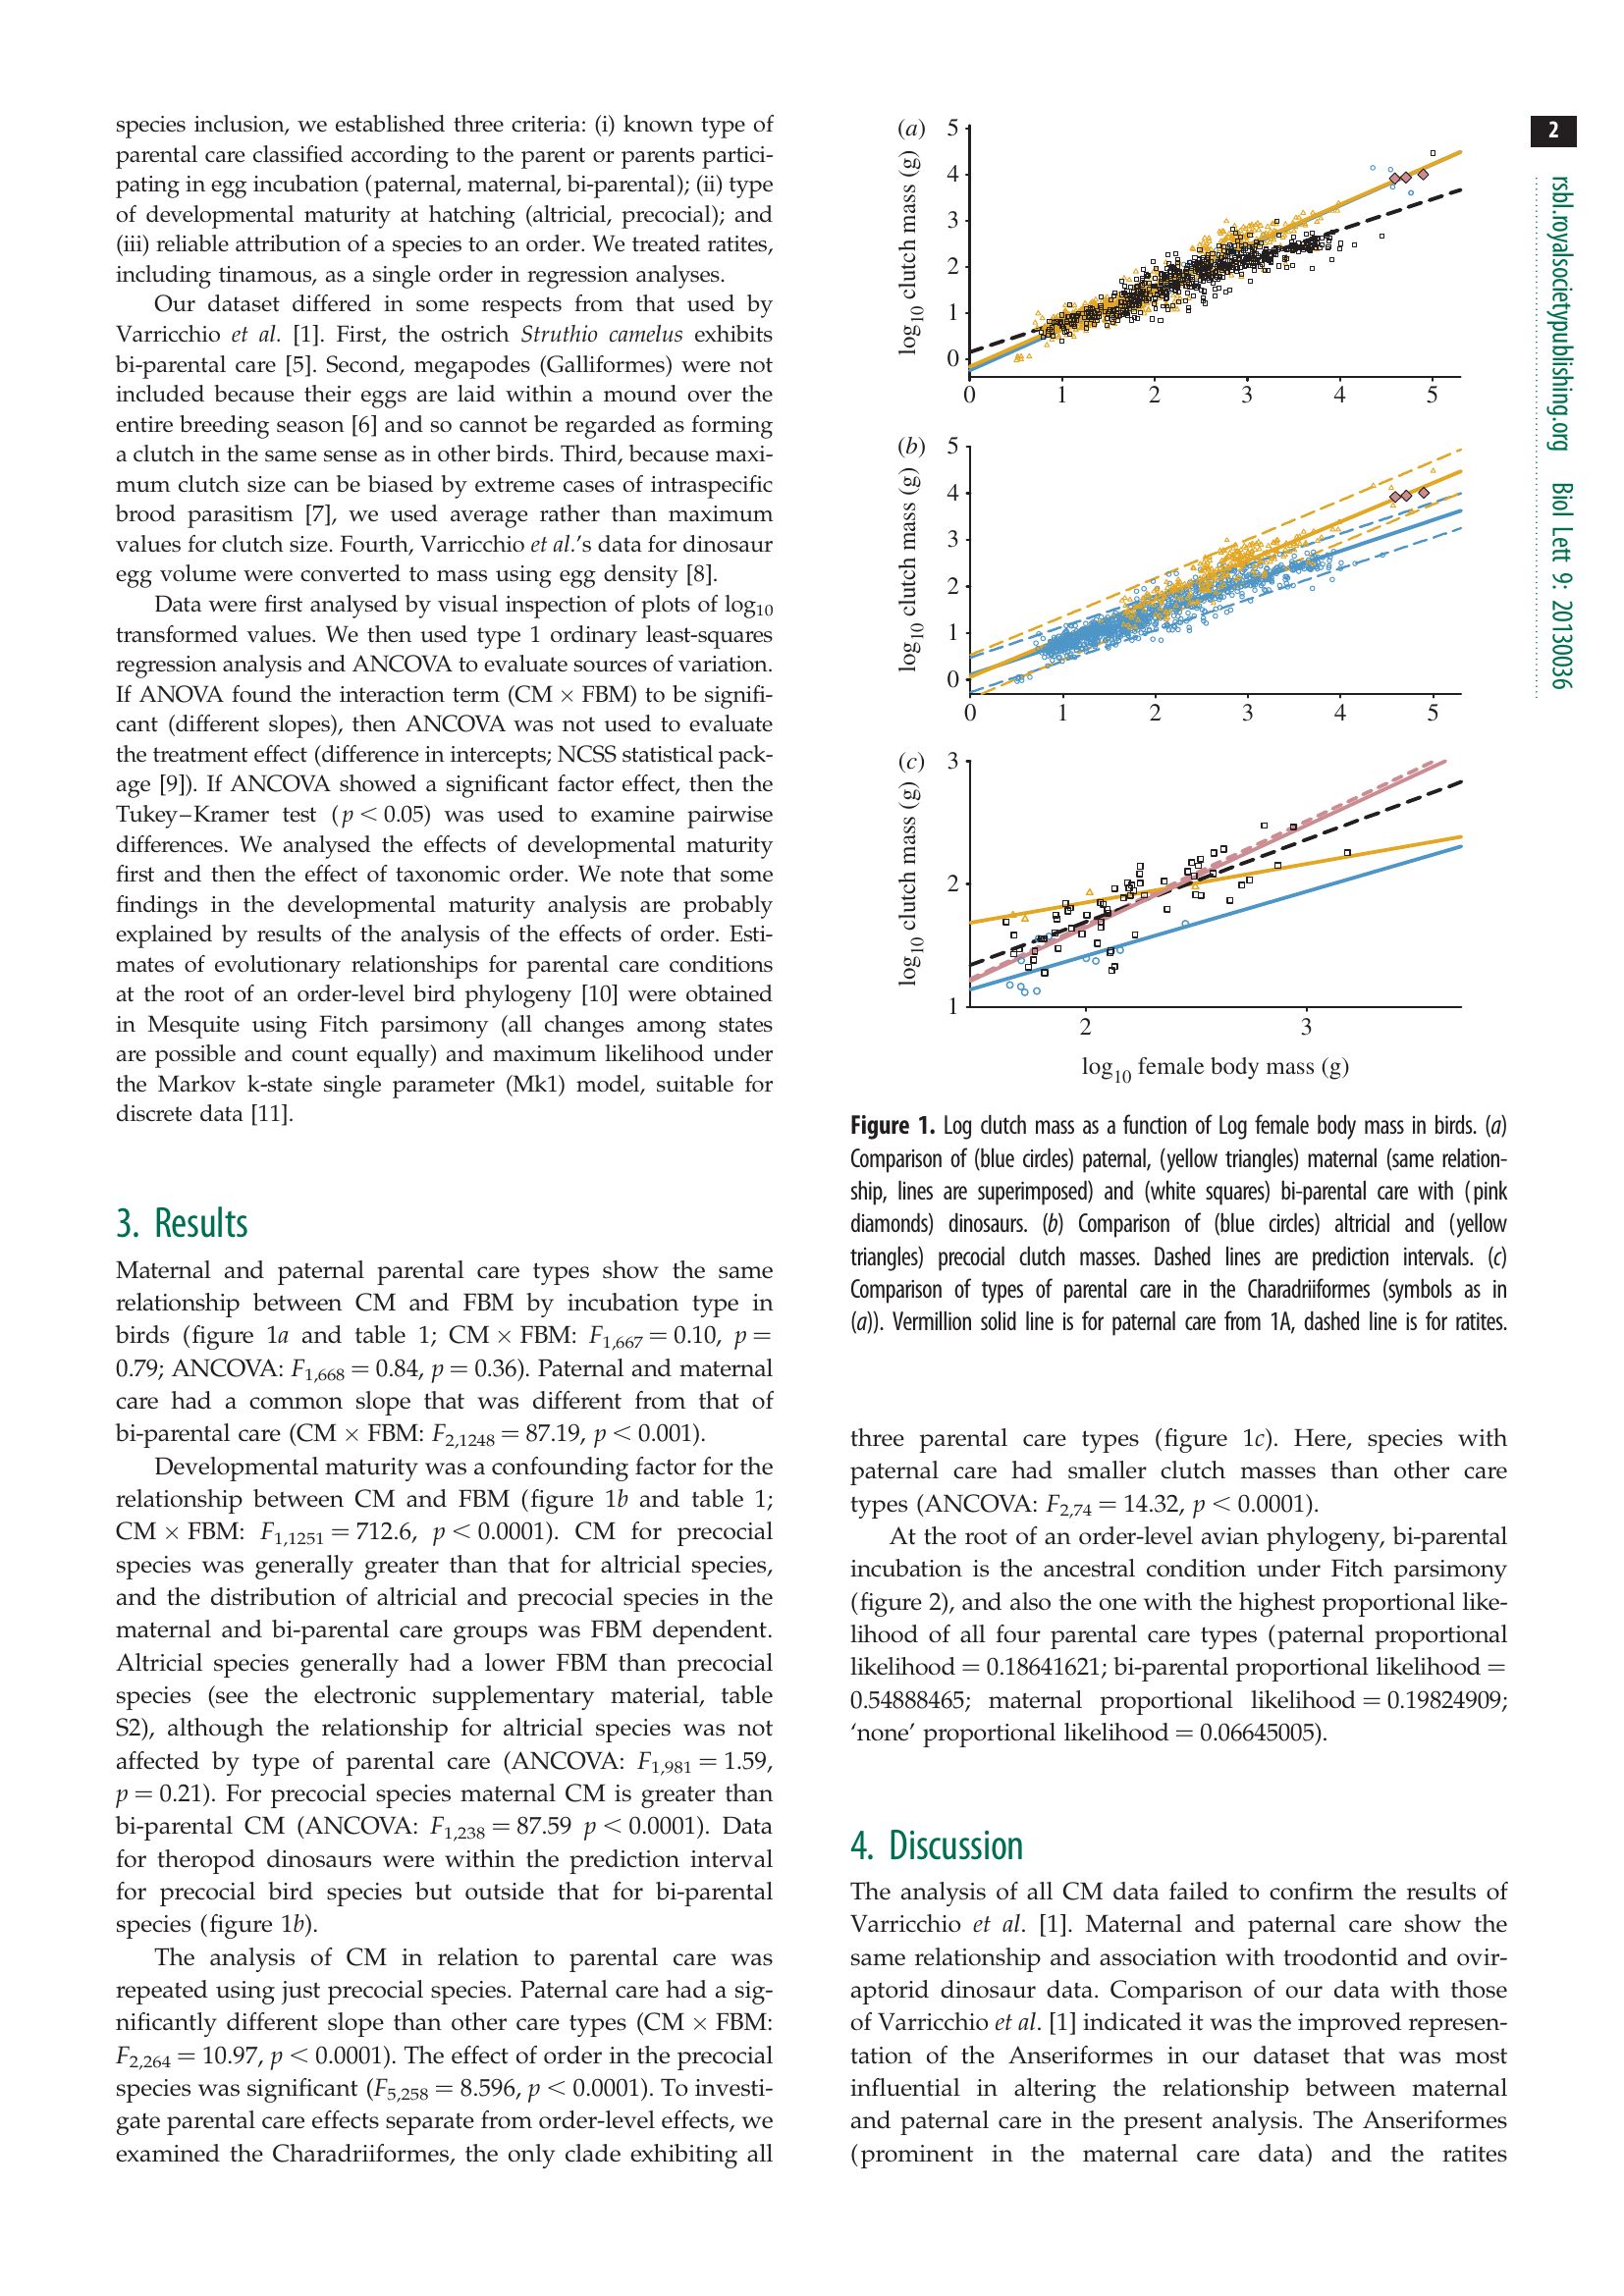 species inclusion, we established three criteria: (i) known type of
parental care classified according to the parent or parents partici-
pating in egg incubation (paternal, maternal, bi-parental); (ii) type
of developmental maturity at hatching (altricial, precocial); and
(iii) reliable attribution of a species to an order. We treated ratites,
including tinamous, as a single order in regression analyses.
Our dataset differed in some respects from that used by
Varricchio et al. [1]. First, the ostrich Struthio camelus exhibits
bi-parental care [5]. Second, megapodes (Galliformes) were not
included because their eggs are laid within a mound over the
entire breeding season [6] and so cannot be regarded as forming
a clutch in the same sense as in other birds. Third, because maxi-
mum clutch size can be biased by extreme cases of intraspecific
brood parasitism [7], we used average rather than maximum
values for clutch size. Fourth, Varricchio et al.'s data for dinosaur
egg volume were converted to mass using egg density [8].
Data were first analysed by visual inspection of plots of log10
transformed values. We then used type 1 ordinary least-squares
regression analysis and ANCOVA to evaluate sources of variation.
If ANOVA found the interaction term (CM × FBM) to be signifi-
cant (different slopes), then ANCOVA was not used to evaluate
the treatment effect (difference in intercepts; NCSS statistical pack-
age [9]). If ANCOVA showed a significant factor effect, then the
Tukey–Kramer test (p < 0.05) was used to examine pairwise
differences. We analysed the effects of developmental maturity
first and then the effect of taxonomic order. We note that some
findings in the developmental maturity analysis are probably
explained by results of the analysis of the effects of order. Esti-
mates of evolutionary relationships for parental care conditions
at the root of an order-level bird phylogeny [10] were obtained
in Mesquite using Fitch parsimony (all changes among states
are possible and count equally) and maximum likelihood under
the Markov k-state single parameter (Mk1) model, suitable for
discrete data [11].
3. Results
Maternal and paternal parental care types show the same
relationship between CM and FBM by incubation type in
birds (figure 1a and table 1; CM × FBM: F1,667 = 0.10, p =
0.79; ANCOVA: F1,668 = 0.84, p = 0.36). Paternal and maternal
care had a common slope that was different from that of
bi-parental care (CM × FBM: F2,1248 = 87.19, p < 0.001).
Developmental maturity was a confounding factor for the
relationship between CM and FBM (figure 1b and table 1;
CM × FBM: F1,1251 = 712.6, p < 0.0001). CM for precocial
species was generally greater than that for altricial species,
and the distribution of altricial and precocial species in the
maternal and bi-parental care groups was FBM dependent.
Altricial species generally had a lower FBM than precocial
species (see the electronic supplementary material, table
S2), although the relationship for altricial species was not
affected by type of parental care (ANCOVA: F1,981 = 1.59,
p = 0.21). For precocial species maternal CM is greater than
bi-parental CM (ANCOVA: F1,238 = 87.59 p < 0.0001). Data
for theropod dinosaurs were within the prediction interval
for precocial bird species but outside that for bi-parental
species (figure 1b).
The analysis of CM in relation to parental care was
repeated using just precocial species. Paternal care had a sig-
nificantly different slope than other care types (CM × FBM:
F2,264 = 10.97, p < 0.0001). The effect of order in the precocial
species was significant (F5,258 = 8.596, p < 0.0001). To investi-
gate parental care effects separate from order-level effects, we
examined the Charadriiformes, the only clade exhibiting all
(a)
log10 clutch mass (g)
5
4
3
2
1
0
0 1 2 3 4 5
(b)
log10 clutch mass (g)
5
4
3
2
1
0
0 1 2 3 4 5
(c)
log10 clutch mass (g)
3
2
1
2 3
log10 female body mass (g)
Figure 1. Log clutch mass as a function of Log female body mass in birds. (a)
Comparison of (blue circles) paternal, (yellow triangles) maternal (same relation-
ship, lines are superimposed) and (white squares) bi-parental care with (pink
diamonds) dinosaurs. (b) Comparison of (blue circles) altricial and (yellow
triangles) precocial clutch masses. Dashed lines are prediction intervals. (c)
Comparison of types of parental care in the Charadriiformes (symbols as in
(a)). Vermillion solid line is for paternal care from 1A, dashed line is for ratites.
three parental care types (figure 1c). Here, species with
paternal care had smaller clutch masses than other care
types (ANCOVA: F2,74 = 14.32, p < 0.0001).
At the root of an order-level avian phylogeny, bi-parental
incubation is the ancestral condition under Fitch parsimony
(figure 2), and also the one with the highest proportional like-
lihood of all four parental care types (paternal proportional
likelihood = 0.18641621; bi-parental proportional likelihood =
0.54888465; maternal proportional likelihood = 0.19824909;
'none' proportional likelihood = 0.06645005).
4. Discussion
The analysis of all CM data failed to confirm the results of
Varricchio et al. [1]. Maternal and paternal care show the
same relationship and association with troodontid and ovir-
aptorid dinosaur data. Comparison of our data with those
of Varricchio et al. [1] indicated it was the improved represen-
tation of the Anseriformes in our dataset that was most
influential in altering the relationship between maternal
and paternal care in the present analysis. The Anseriformes
(prominent in the maternal care data) and the ratites
2
rsbl.royalsocietypublishing.org Biol Lett 9: 20130036